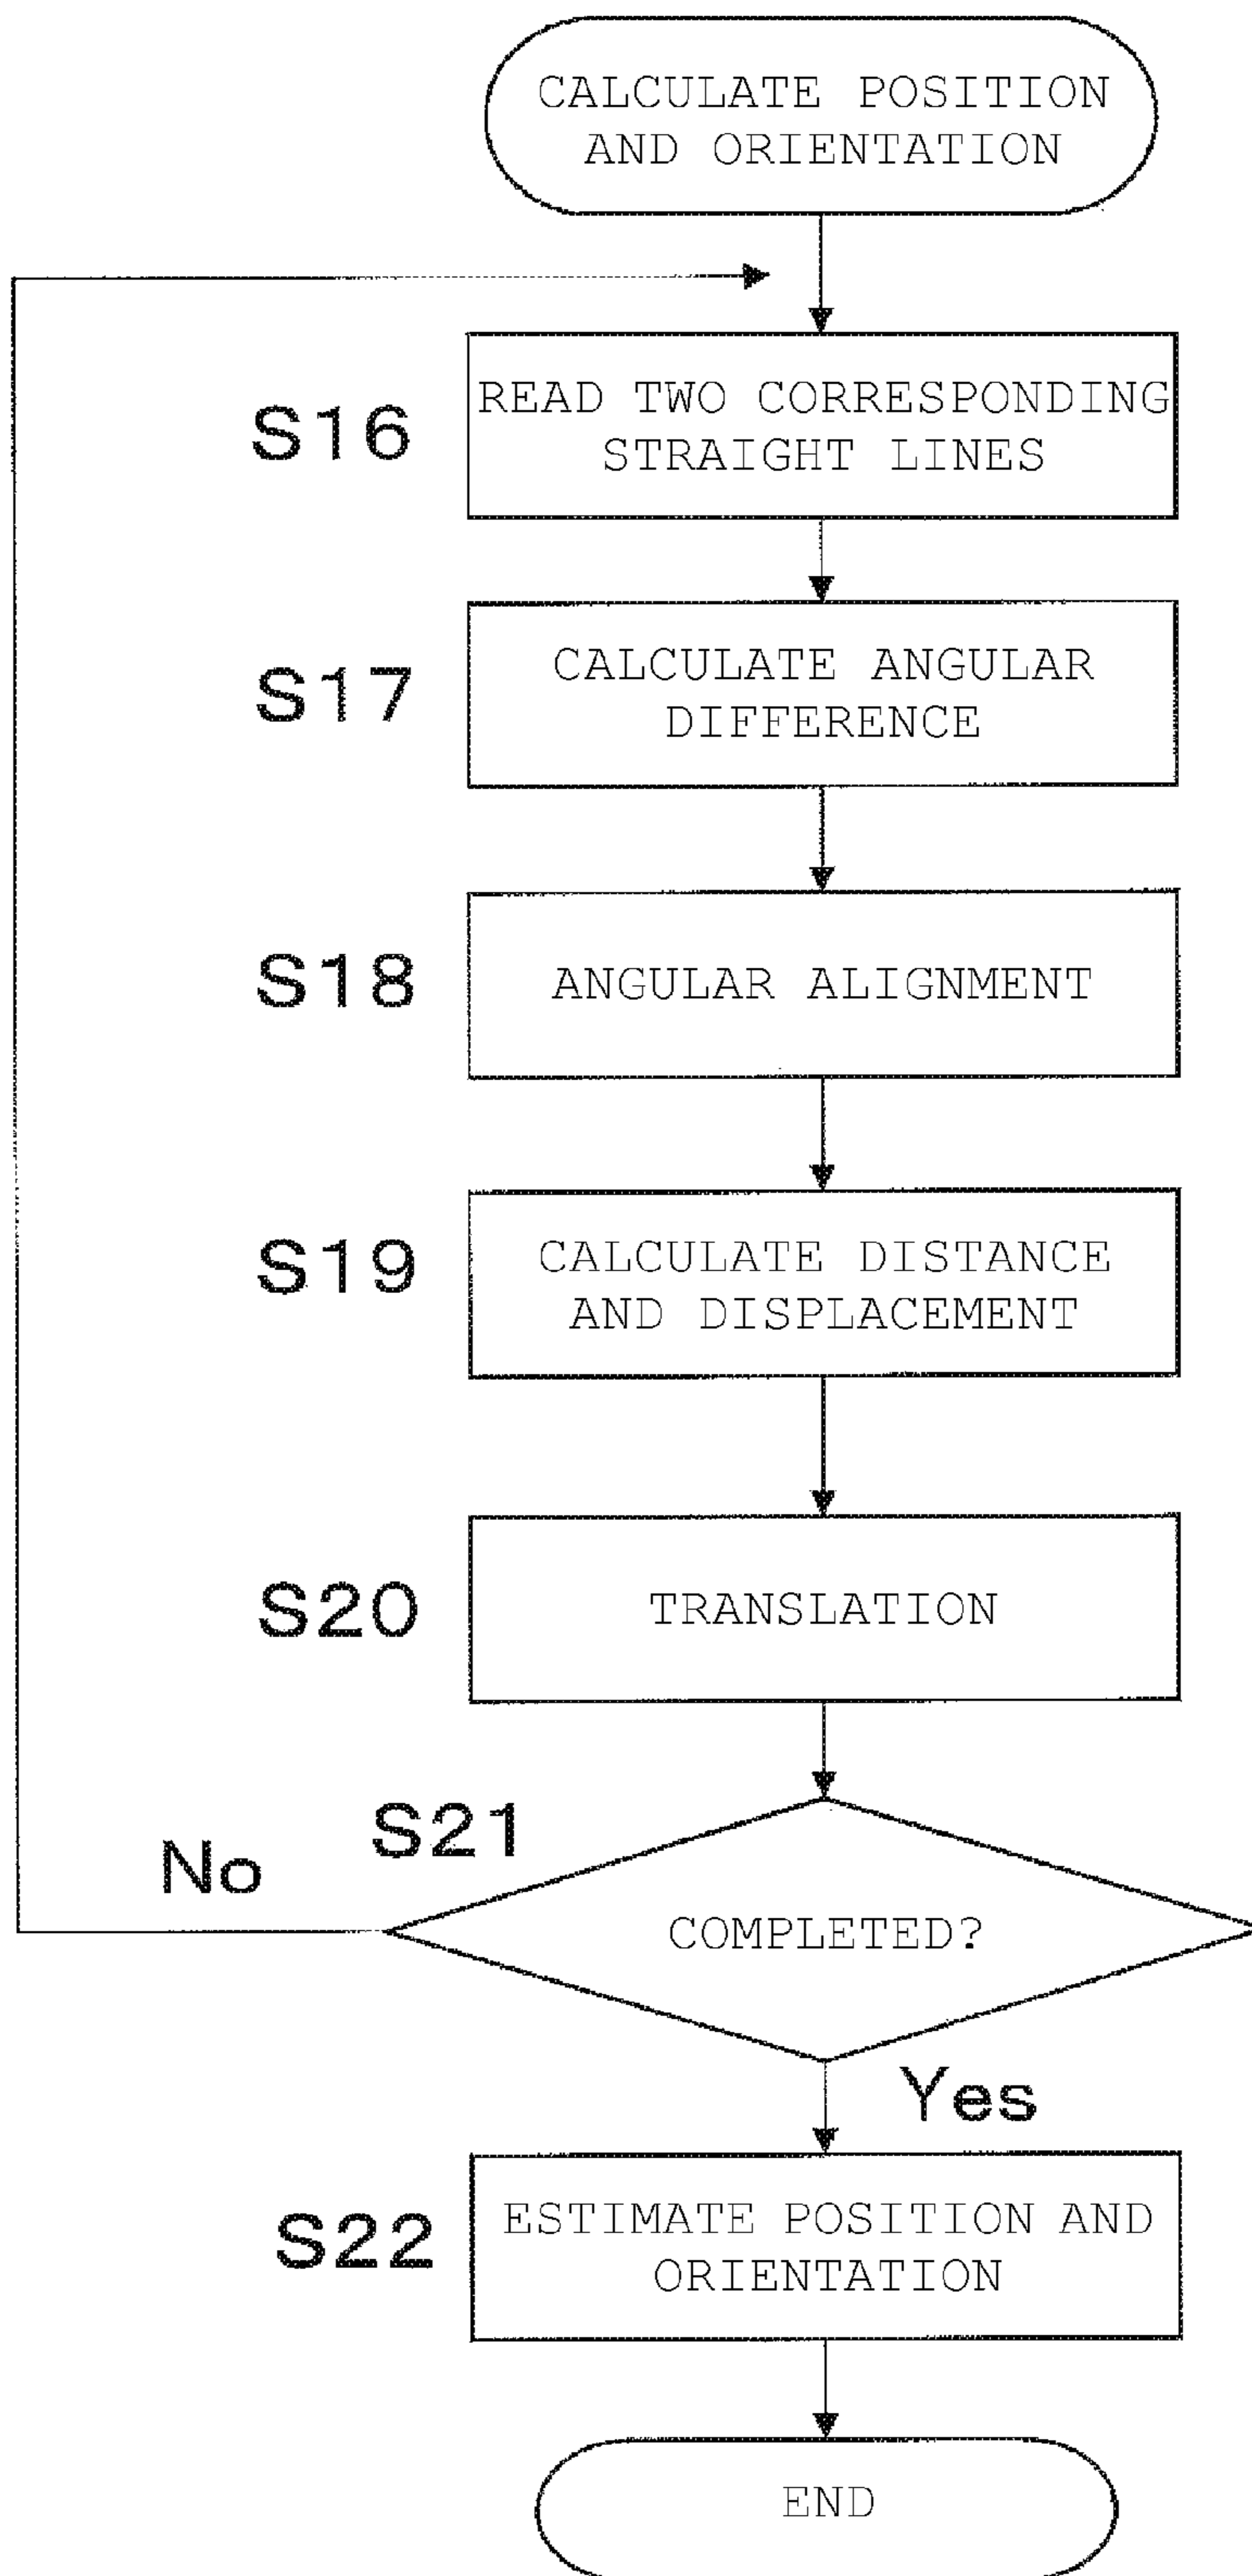 CALCULATE POSITION
AND ORIENTATION
S16
READ TWO CORRESPONDING
STRAIGHT LINES
S17
CALCULATE ANGULAR
DIFFERENCE
S18
ANGULAR ALIGNMENT
S19
CALCULATE DISTANCE
AND DISPLACEMENT
S20
TRANSLATION
S21
No
COMPLETED?
Yes
S22
ESTIMATE POSITION AND
ORIENTATION
END